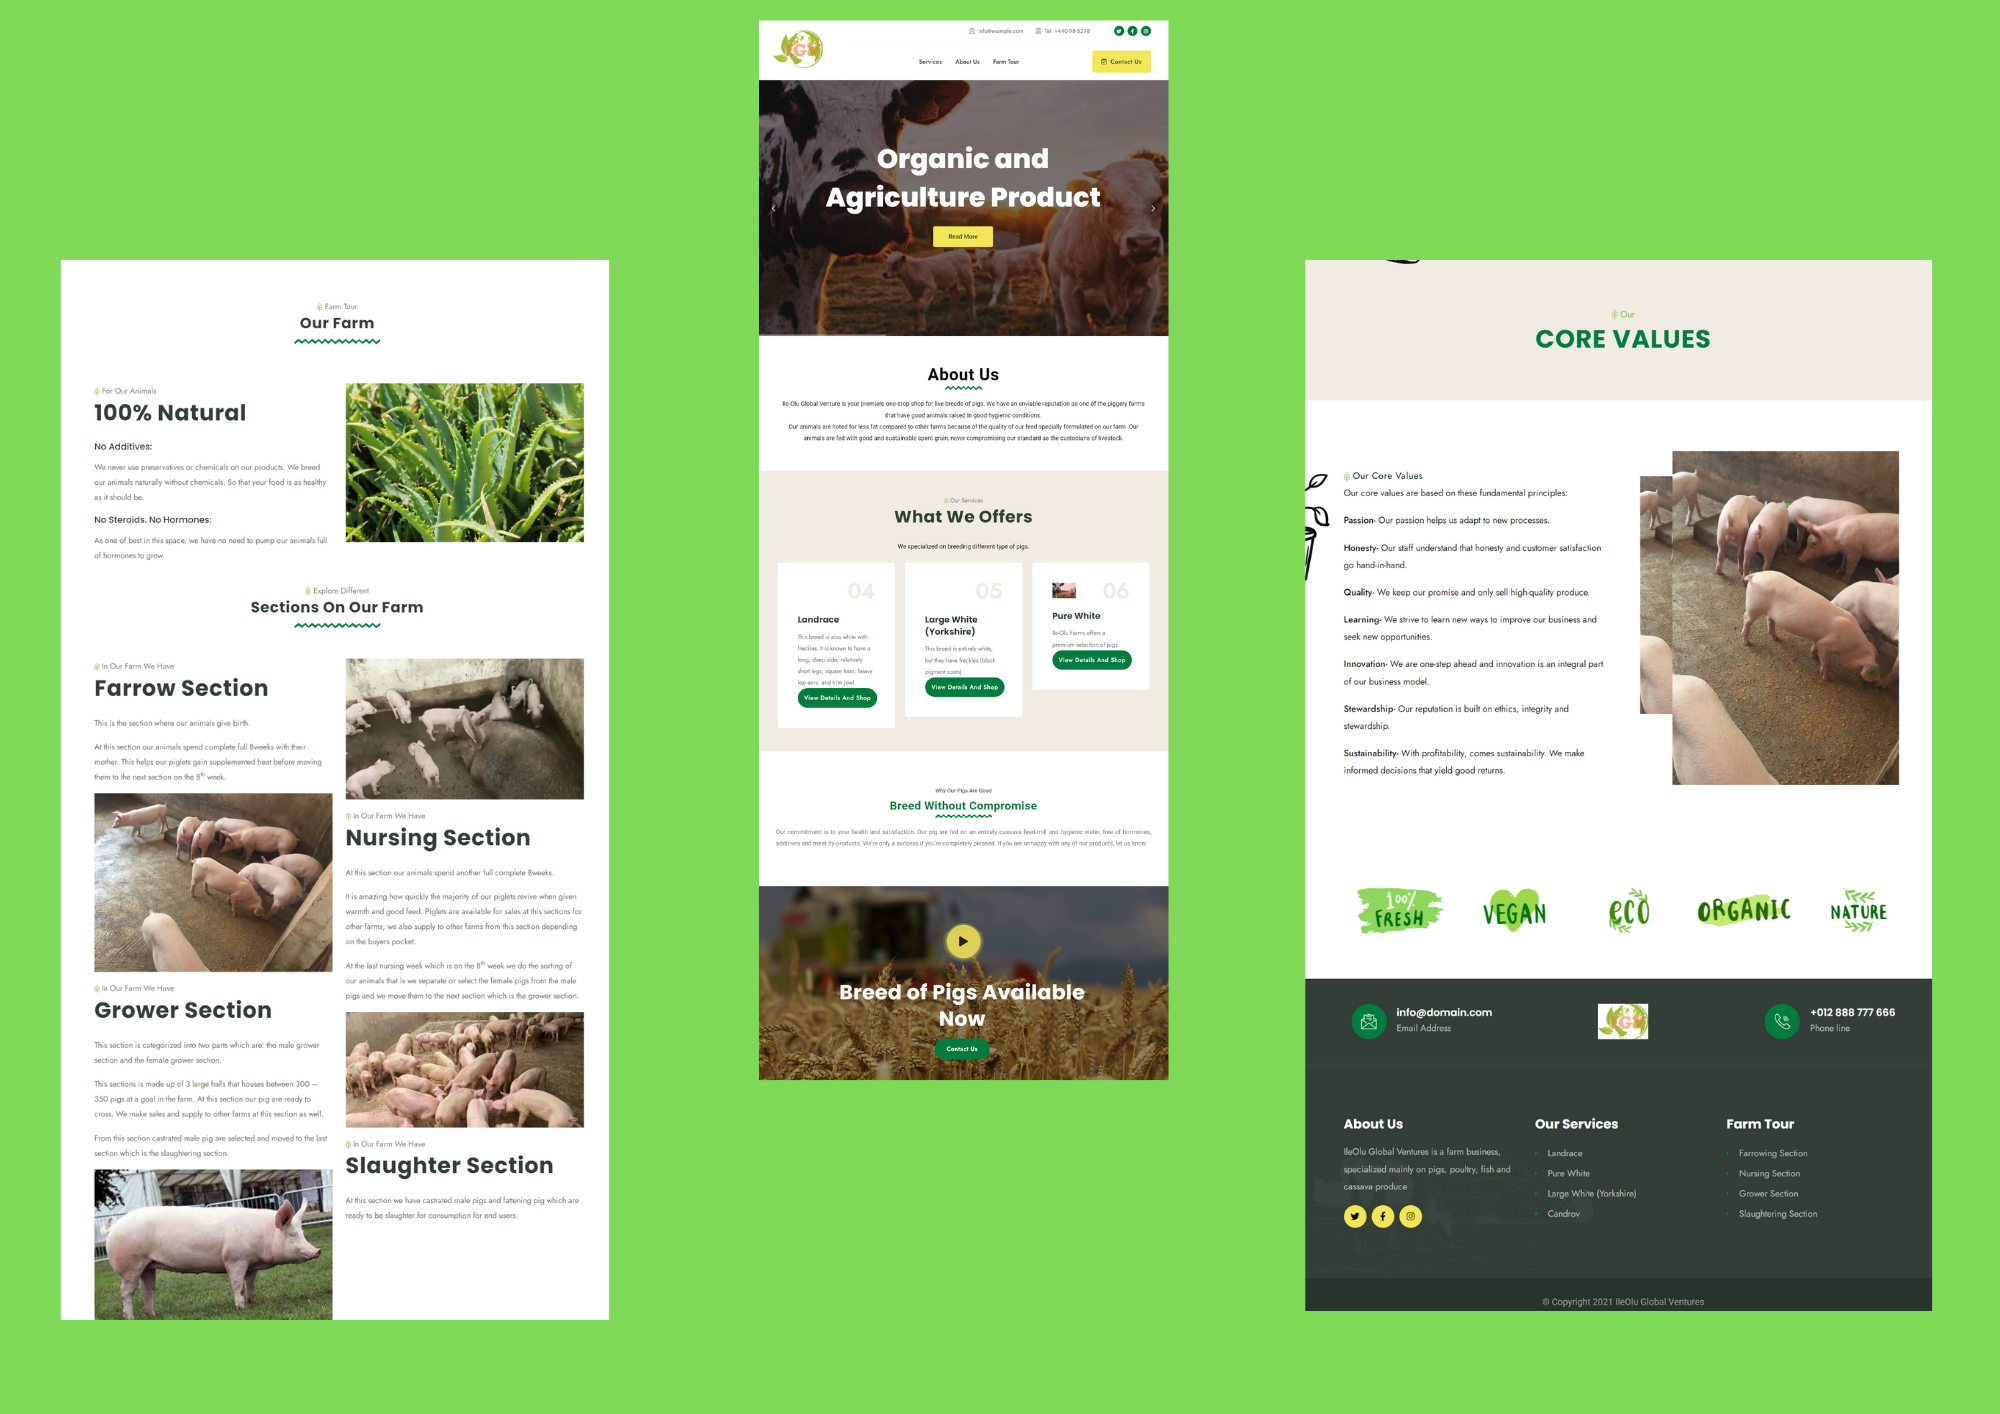 Farm Tour
Our Farm
For Our Animals
100% Natural
No Additives:
We never use preservatives or chemicals on our products. We breed
our animals naturally without chemicals. So that your food is as healthy
as it should be.
No Steroids. No Hormones:
As one of best in this space, we have no need to pump our animals full
of hormones to grow.
Explore Different
Sections On Our Farm
In Our Farm We Have
Farrow Section
This is the section where our animals give birth.
At this section our animals spend complete full 8weeks with their
mother. This helps our piglets gain supplemented heat before moving
them to the next section on the 8th week.
In Our Farm We Have
Nursing Section
At this section our animals spend another full complete 8weeks.
It is amazing how quickly the majority of our piglets revive when given
warmth and good feed. Piglets are available for sales at this sections for
other farms, we also supply to other farms from this section depending
on the buyers pocket.
At the last nursing week which is on the 8th week we do the sorting of
our animals that is we separate or select the female pigs from the male
pigs and we move them to the next section which is the grower section.
In Our Farm We Have
Grower Section
This section is categorized into two parts which are: the male grower
section and the female grower section.
This sections is made up of 3 large halls that houses between 300 –
350 pigs at a goal in the farm. At this section our pig are ready to
cross. We make sales and supply to other farms at this section as well.
From this section castrated male pig are selected and moved to the last
section which is the slaughtering section.
In Our Farm We Have
Slaughter Section
At this section we have castrated male pigs and fattening pig which are
ready to be slaughter for consumption for end users.
info@example.com
Tel: +440-98-5298
Services
About Us
Farm Tour
Contact Us
Organic and
Agriculture Product
Read More
About Us
Ile-Olu Global Venture is your premiere one-stop shop for live breeds of pigs. We have an enviable reputation as one of the piggery farms
that have good animals raised in good hygienic conditions.
Our animals are noted for less fat compared to other farms because of the quality of our feed specially formulated on our farm. Our
animals are fed with good and sustainable spent grain, never compromising our standard as the custodians of livestock.
Our Services
What We Offers
We specialized on breeding different type of pigs.
04
Landrace
This breed is also white with
freckles. It is known to have a
long, deep side, relatively
short legs, square ham, heavy
lop ears, and trim jowl.
View Details And Shop
05
Large White
(Yorkshire)
This breed is entirely white,
but they have freckles (black
pigment spots).
View Details And Shop
06
Pure White
Ile-Olu Farms offers a
premium selection of pigs
View Details And Shop
Why Our Pigs Are Good
Breed Without Compromise
Our commitment is to your health and satisfaction. Our pig are fed on an entirely cassava feed-mill and hygienic water, free of hormones,
additives and meat by-products. We're only a success if you're completely pleased. If you are unhappy with any of our products, let us know.
Breed of Pigs Available
Now
Contact Us
Our
CORE VALUES
Our Core Values
Our core values are based on these fundamental principles:
Passion- Our passion helps us adapt to new processes.
Honesty- Our staff understand that honesty and customer satisfaction
go hand-in-hand.
Quality- We keep our promise and only sell high-quality produce.
Learning- We strive to learn new ways to improve our business and
seek new opportunities.
Innovation- We are one-step ahead and innovation is an integral part
of our business model.
Stewardship- Our reputation is built on ethics, integrity and
stewardship.
Sustainability- With profitability, comes sustainability. We make
informed decisions that yield good returns.
100% FRESH
VEGAN
eco
ORGANIC
NATURE
info@domain.com
Email Address
+012 888 777 666
Phone line
About Us
IleOlu Global Ventures is a farm business,
specialized mainly on pigs, poultry, fish and
cassava produce
Our Services
Landrace
Pure White
Large White (Yorkshire)
Candrov
Farm Tour
Farrowing Section
Nursing Section
Grower Section
Slaughtering Section
© Copyright 2021 IleOlu Global Ventures